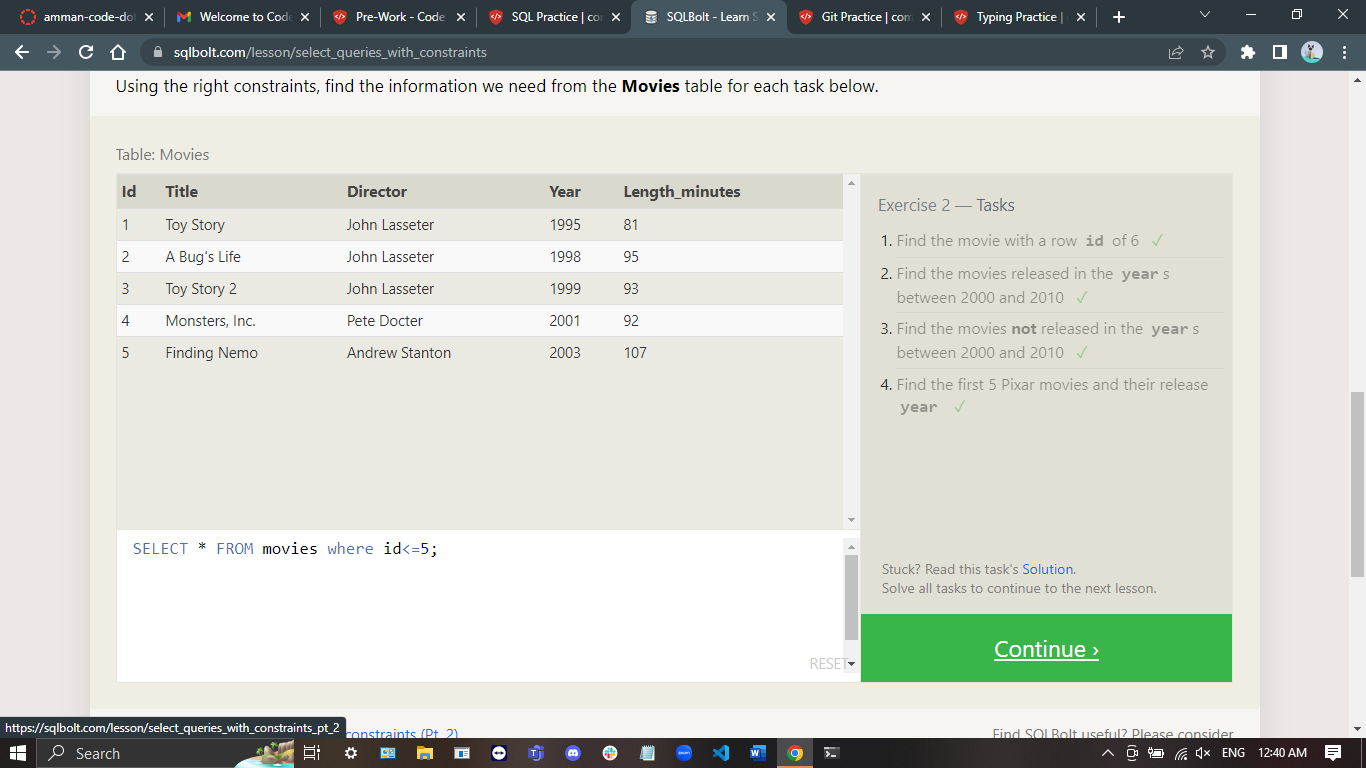 amman-code-do
Welcome to Code
Pre-Work - Code
SQL Practice | co
SQLBolt - Learn S
Git Practice | com
Typing Practice |
sqlbolt.com/lesson/select_queries_with_constraints
Using the right constraints, find the information we need from the Movies table for each task below.
Table: Movies
Id Title Director Year Length_minutes
1 Toy Story John Lasseter 1995 81
2 A Bug's Life John Lasseter 1998 95
3 Toy Story 2 John Lasseter 1999 93
4 Monsters, Inc. Pete Docter 2001 92
5 Finding Nemo Andrew Stanton 2003 107
SELECT * FROM movies where id<=5;
RESET
Exercise 2 — Tasks
1. Find the movie with a row id of 6 ✓
2. Find the movies released in the year s
between 2000 and 2010 ✓
3. Find the movies not released in the year s
between 2000 and 2010 ✓
4. Find the first 5 Pixar movies and their release
year ✓
Stuck? Read this task's Solution.
Solve all tasks to continue to the next lesson.
Continue ›
https://sqlbolt.com/lesson/select_queries_with_constraints_pt_2
constraints (Pt. 2)
Find SQLBolt useful? Please consider
Search
ENG
12:40 AM